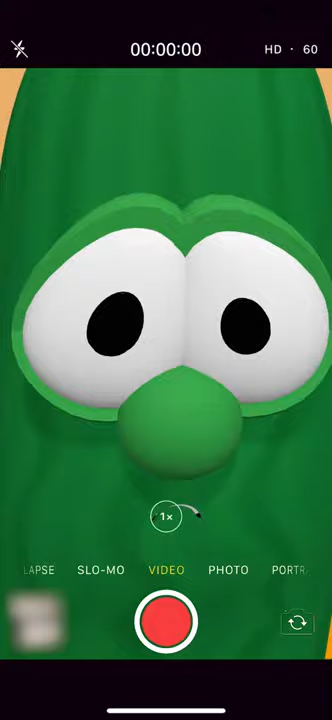 00:00:00
HD · 60
1×
LAPSE
SLO-MO
VIDEO
PHOTO
PORTR